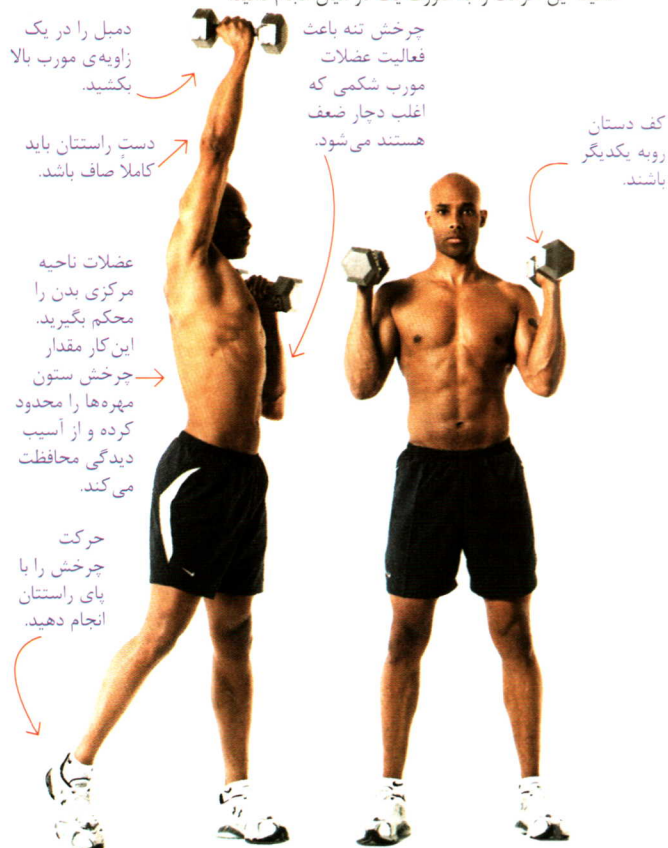 کف دستان
روبه یکدیگر
باشند.
چرخش تنه باعث
فعالیت عضلات
مورب شکمی که
اغلب دچار ضعف
هستند می‌شود.
دمبل را در یک
زاویه‌ی مورب بالا
بکشید.
دست راستتان باید
کاملاً صاف باشد.
عضلات ناحیه
مرکزی بدن را
محکم بگیرید.
این کار مقدار
چرخش ستون
مهره‌ها را محدود
کرده و از آسیب
دیدگی محافظت
می‌کند.
حرکت
چرخش را با
پای راستتان
انجام دهید.